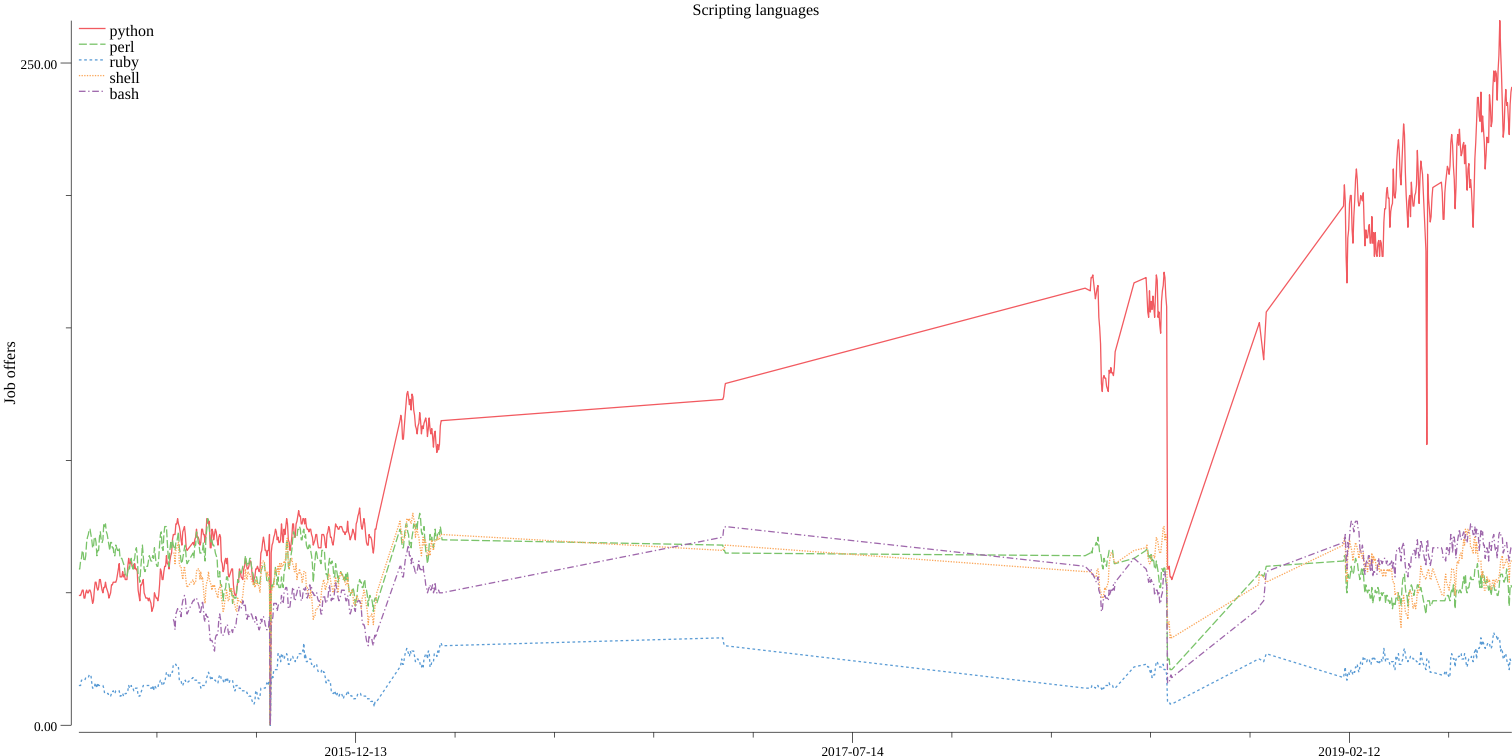 Scripting languages
python
perl
ruby
shell
bash
250.00
0.00
Job offers
2015-12-13
2017-07-14
2019-02-12